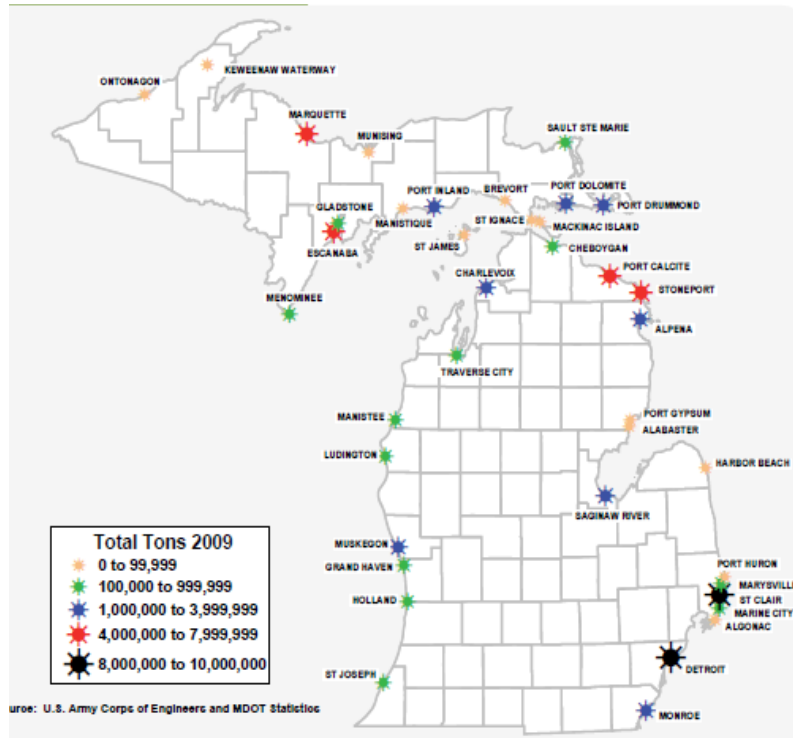 KEWEENAW WATERWAY
ONTONAGON
MARQUETTE
MUNISING
SAULT STE MARIE
PORT INLAND
BREVORT
PORT DOLOMITE
GLADSTONE
PORT DRUMMOND
MANISTIQUE
ST IGNACE
MACKINAC ISLAND
ST JAMES
ESCANABA
CHEBOYGAN
CHARLEVOIX
PORT CALCITE
STONEPORT
MENOMINEE
ALPENA
TRAVERSE CITY
MANISTEE
PORT GYPSUM
ALABASTER
LUDINGTON
HARBOR BEACH
SAGINAW RIVER
MUSKEGON
GRAND HAVEN
PORT HURON
MARYSVILL
HOLLAND
ST CLAIR
MARINE CITY
ALGONAC
DETROIT
ST JOSEPH
MONROE
Total Tons 2009
0 to 99,999
100,000 to 999,999
1,000,000 to 3,999,999
4,000,000 to 7,999,999
8,000,000 to 10,000,000
urce: U.S. Army Corps of Engineers and MDOT Statistics